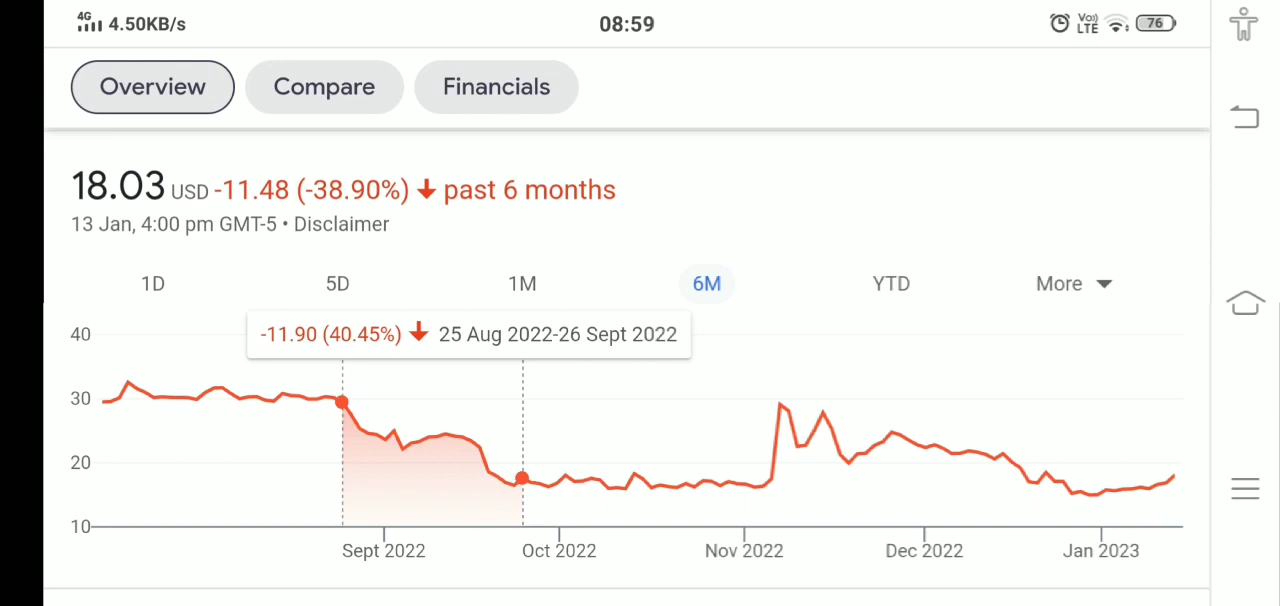 4G 4.50KB/s 08:59 Vo) LTE 76
Overview Compare Financials
18.03 USD -11.48 (-38.90%) ↓ past 6 months
13 Jan, 4:00 pm GMT-5 • Disclaimer
1D 5D 1M 6M YTD More
-11.90 (40.45%) ↓ 25 Aug 2022-26 Sept 2022
40
30
20
10
Sept 2022 Oct 2022 Nov 2022 Dec 2022 Jan 2023